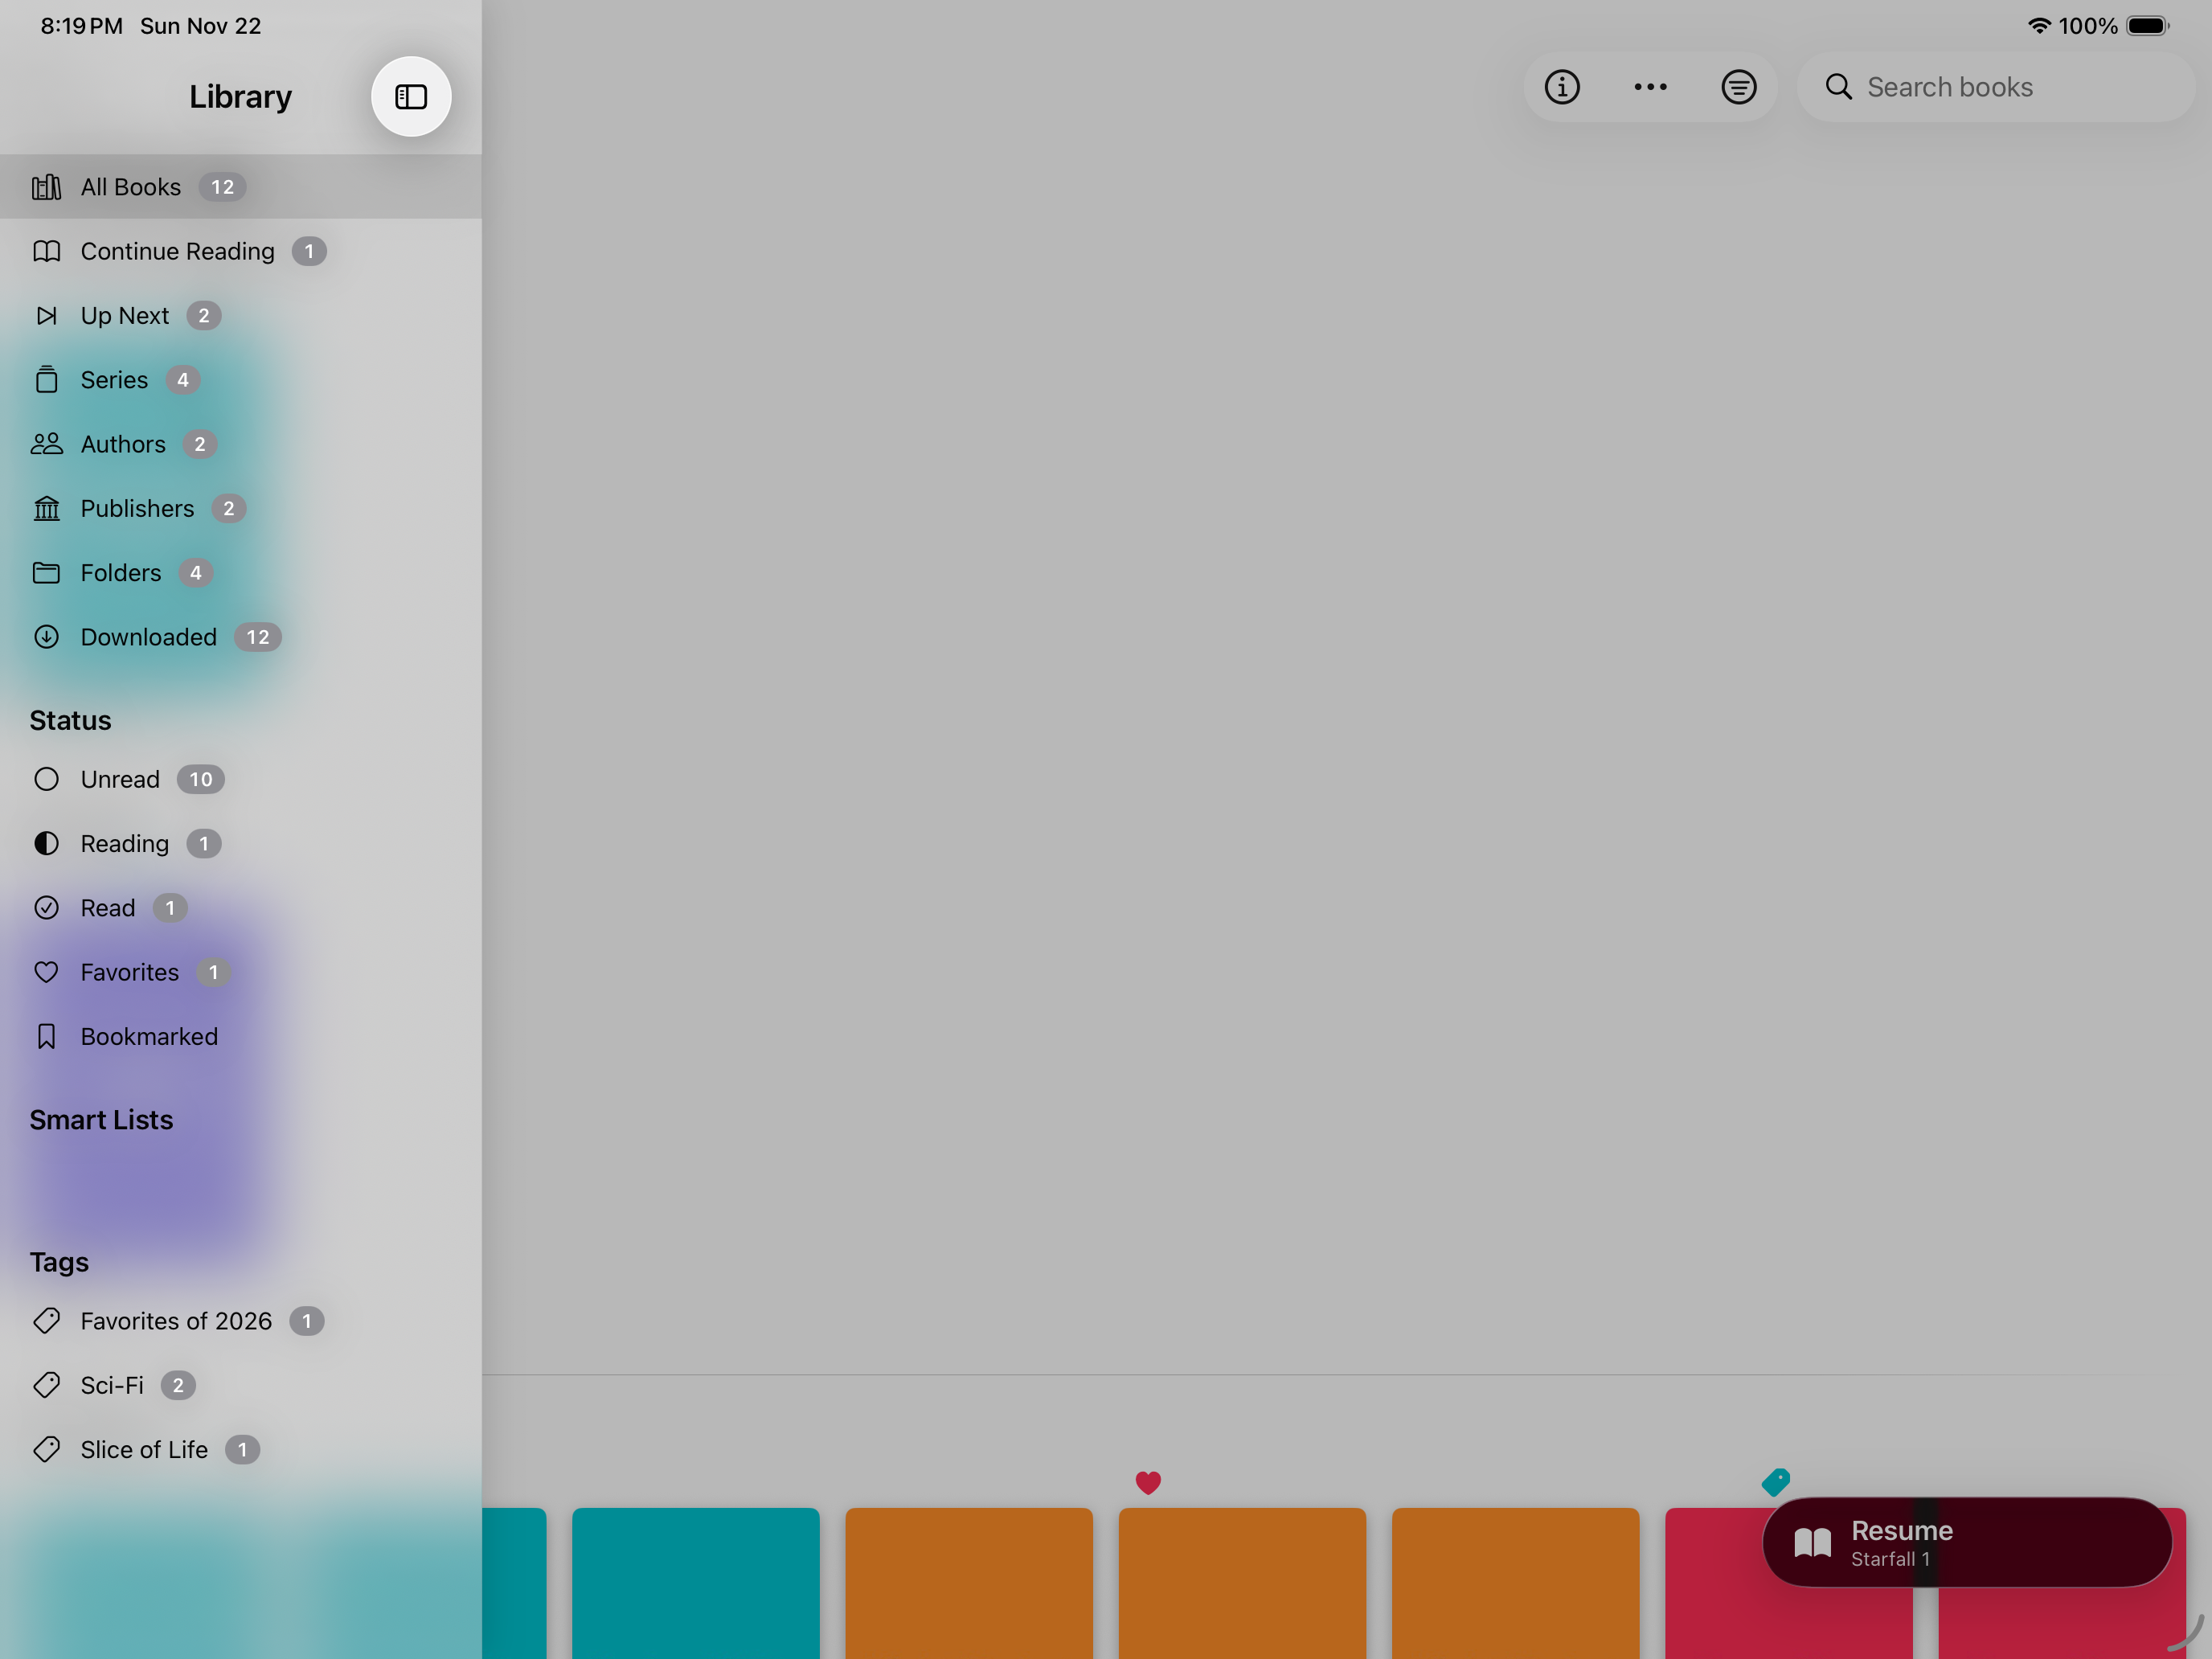 8:19 PM Sun Nov 22
100%
Library
Search books
All Books 12
Continue Reading 1
Up Next 2
Series 4
Authors 2
Publishers 2
Folders 4
Downloaded 12
Status
Unread 10
Reading 1
Read 1
Favorites 1
Bookmarked
Smart Lists
Tags
Favorites of 2026 1
Sci-Fi 2
Slice of Life 1
Resume
Starfall 1